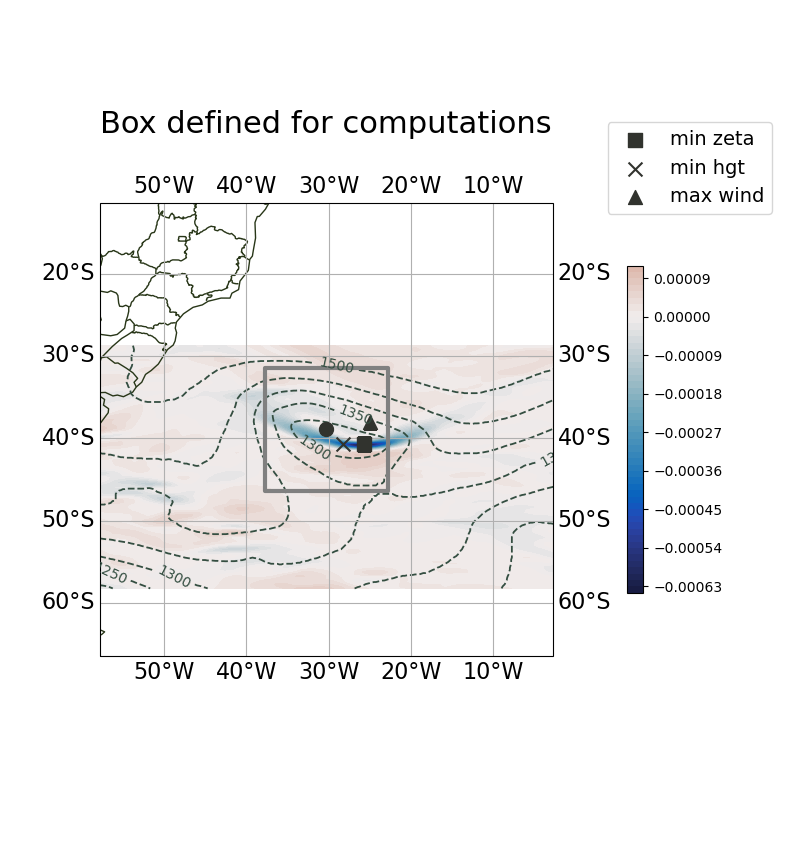 Box defined for computations
min zeta
min hgt
max wind
50°W 40°W 30°W 20°W 10°W
20°S 20°S
30°S 30°S
40°S 40°S
50°S 50°S
60°S 60°S
50°W 40°W 30°W 20°W 10°W
1500
1350
1300
13
1250
1300
0.00009
0.00000
−0.00009
−0.00018
−0.00027
−0.00036
−0.00045
−0.00054
−0.00063